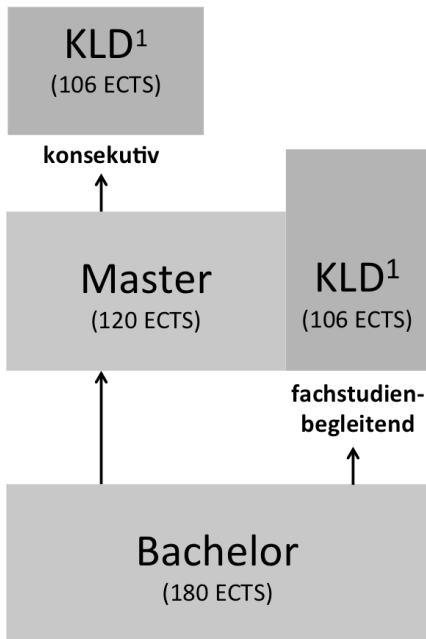 KLD¹
(106 ECTS)
konsekutiv
Master
(120 ECTS)
KLD¹
(106 ECTS)
fachstudien-
begleitend
Bachelor
(180 ECTS)